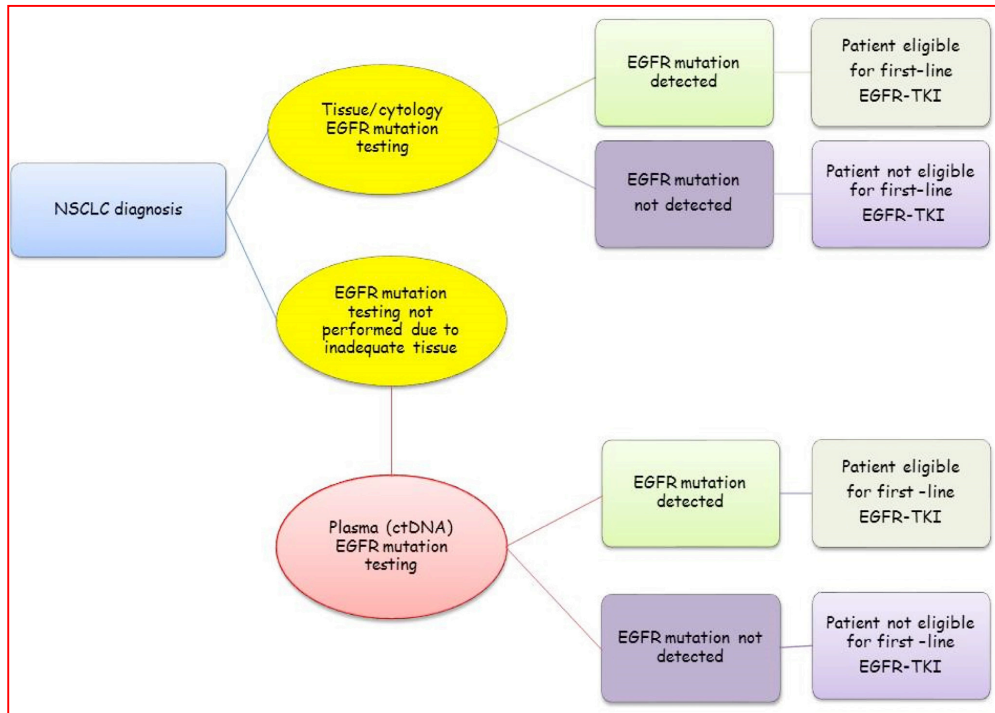 NSCLC diagnosis
Tissue/cytology
EGFR mutation
testing
EGFR mutation
detected
Patient eligible
for first-line
EGFR-TKI
EGFR mutation
not detected
Patient not eligible
for first-line
EGFR-TKI
EGFR mutation
testing not
performed due to
inadequate tissue
Plasma (ctDNA)
EGFR mutation
testing
EGFR mutation
detected
Patient eligible
for first -line
EGFR-TKI
EGFR mutation not
detected
Patient not eligible
for first -line
EGFR-TKI